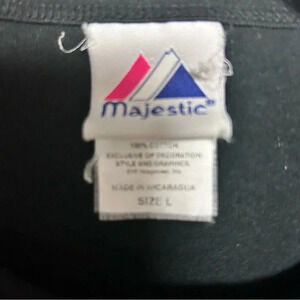 majestic®
100% COTTON
EXCLUSIVE OF DECORATION
STYLE AND GRAPHICS,
MADE IN NICARAGUA
SIZE L